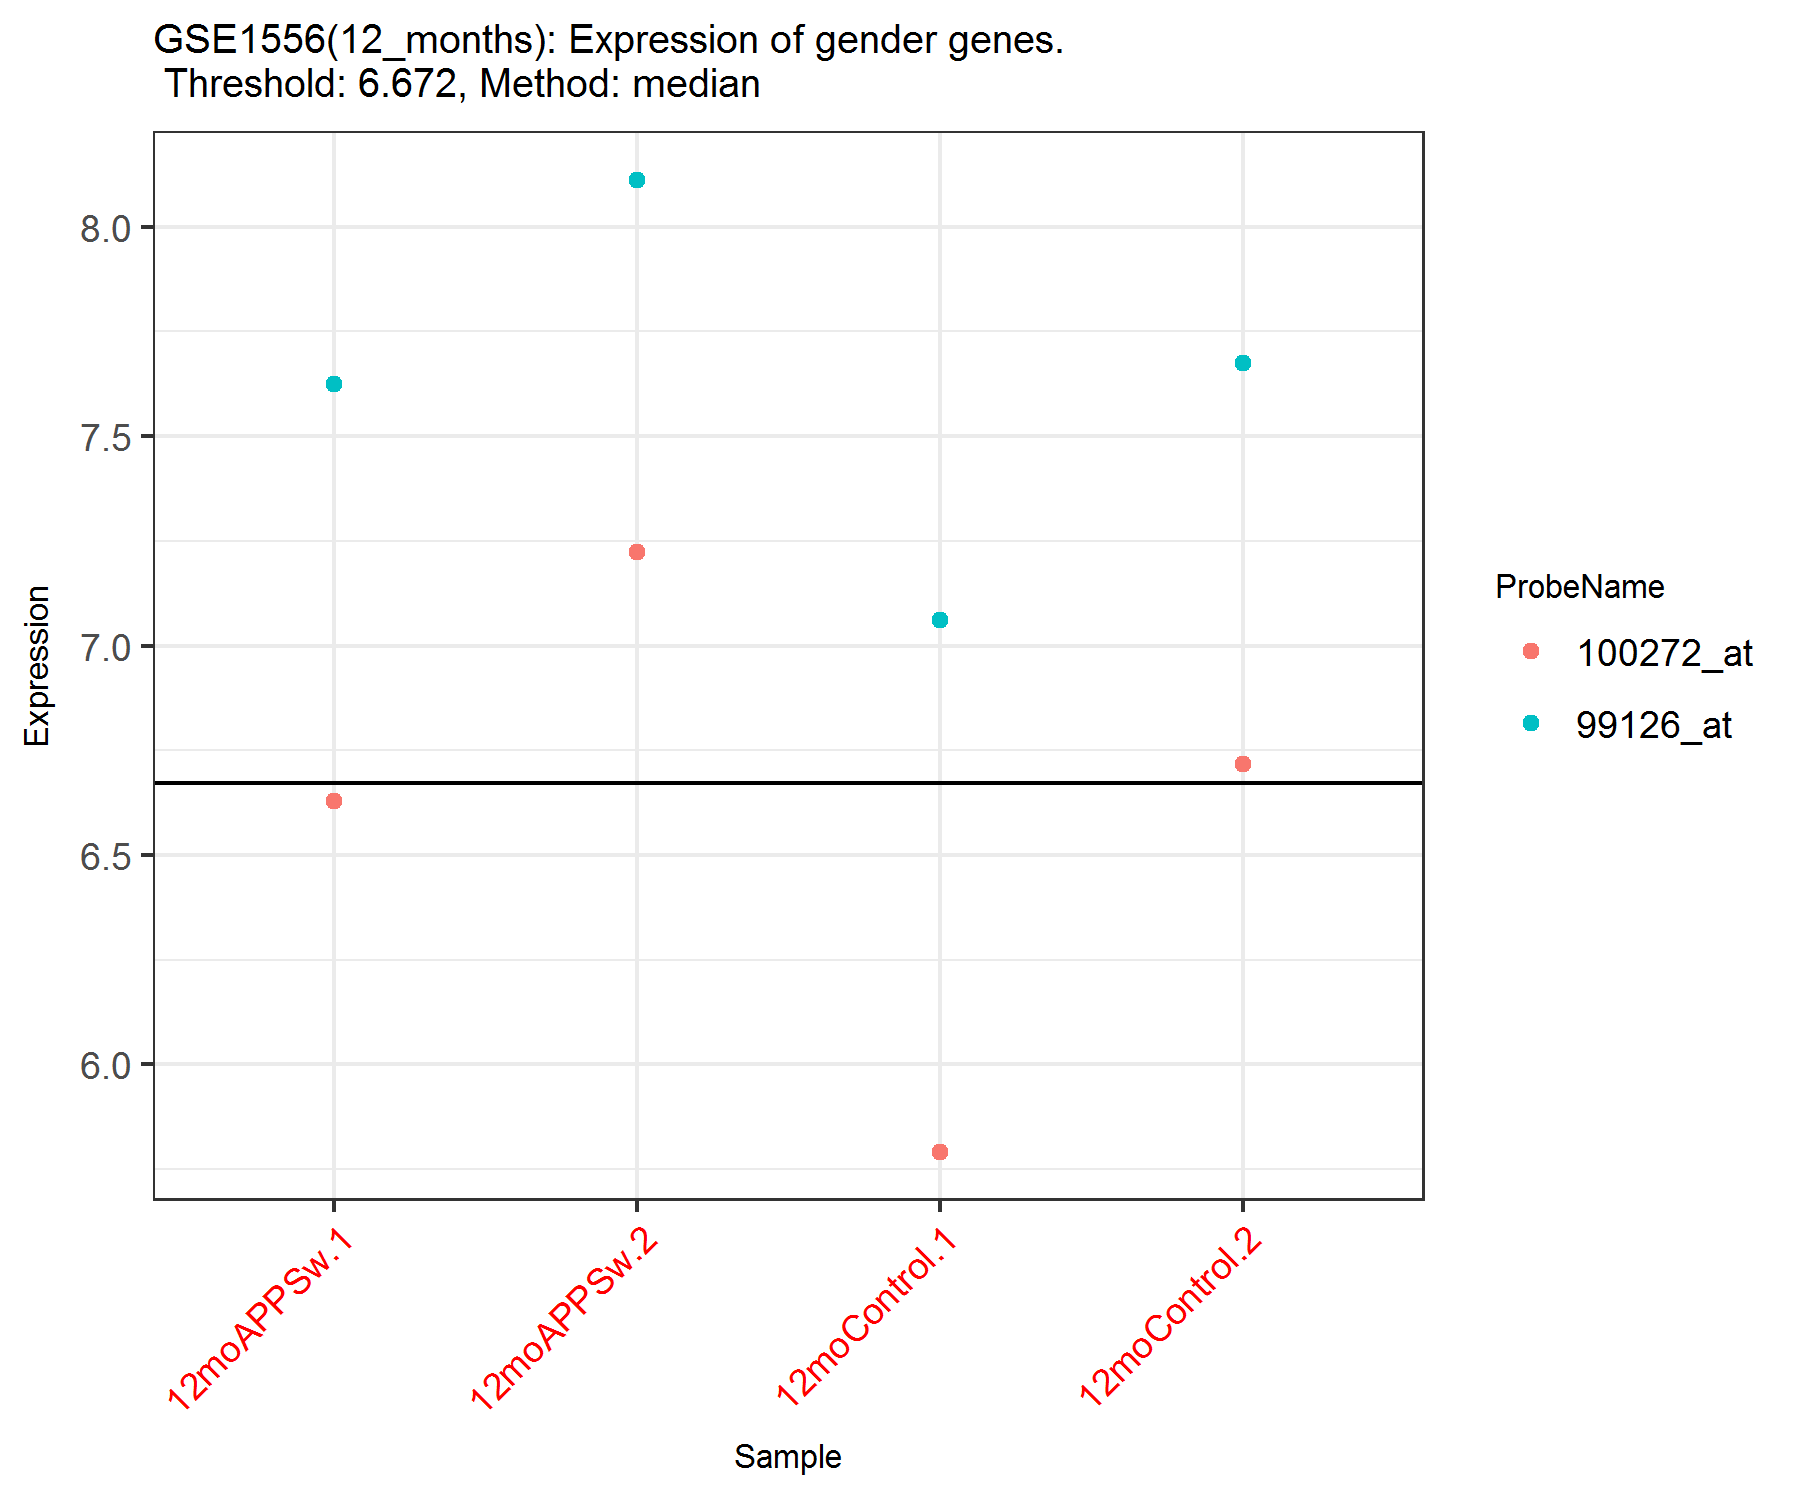 GSE1556(12_months): Expression of gender genes.
Threshold: 6.672, Method: median
Expression
8.0
7.5
7.0
6.5
6.0
12moAPPSw.1
12moAPPSw.2
12moControl.1
12moControl.2
Sample
ProbeName
100272_at
99126_at